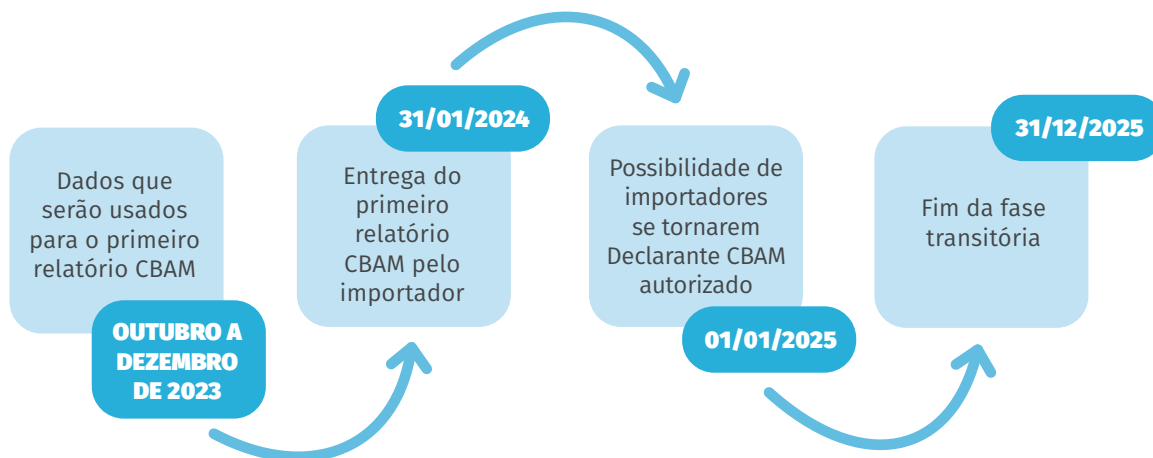 Dados que
serão usados
para o primeiro
relatório CBAM
OUTUBRO A
DEZEMBRO
DE 2023
31/01/2024
Entrega do
primeiro
relatório
CBAM pelo
importador
Possibilidade de
importadores
se tornarem
Declarante CBAM
autorizado
01/01/2025
31/12/2025
Fim da fase
transitória